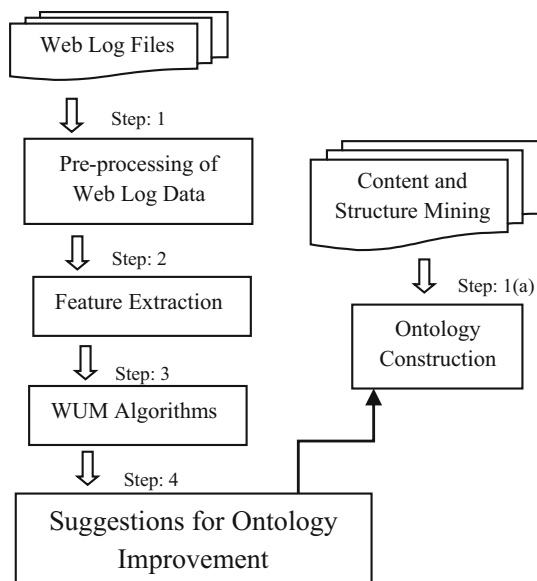 Web Log Files
Step: 1
Pre-processing of
Web Log Data
Step: 2
Feature Extraction
Step: 3
WUM Algorithms
Step: 4
Suggestions for Ontology
Improvement
Content and
Structure Mining
Step: 1(a)
Ontology
Construction